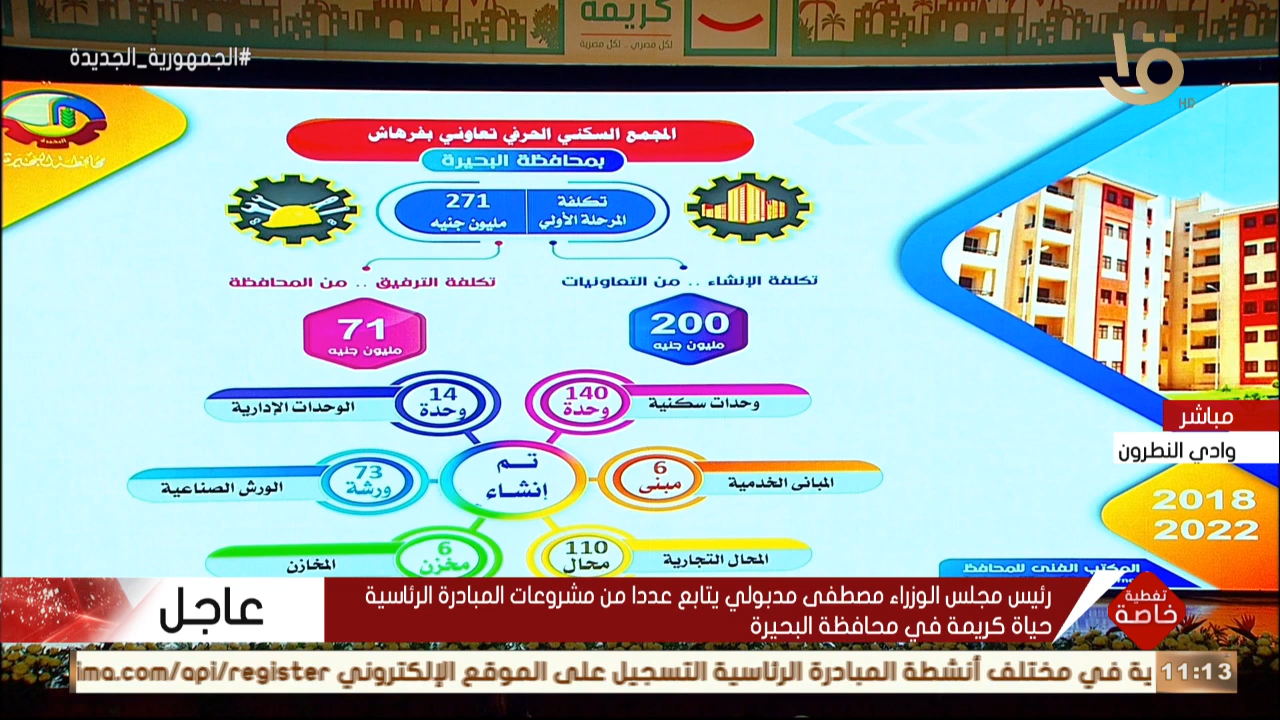 كريمة
لكل مصري .. لكل مصرية
#الجمهورية_الجديدة
HD
محافظة البحيرة
المجمع السكني الحرفي تعاوني بفرهاش
بمحافظة البحيرة
تكلفة
المرحلة الأولي
271
مليون جنيه
تكلفة الإنشاء .. من التعاونيات
تكلفة الترفيق .. من المحافظة
200
مليون جنيه
71
مليون جنيه
وحدات سكنية
140
وحدة
14
وحدة
الوحدات الإدارية
المبانى الخدمية
6
مبنى
تم
إنشاء
73
ورشة
الورش الصناعية
المحال التجارية
110
محال
6
مخزن
المخازن
مباشر
وادي النطرون
2018
2022
المكتب الفنى للمحافظ
تغطية
خاصة
رئيس مجلس الوزراء مصطفى مدبولي يتابع عددا من مشروعات المبادرة الرئاسية
حياة كريمة في محافظة البحيرة
عاجل
11:13
ية في مختلف أنشطة المبادرة الرئاسية التسجيل على الموقع الإلكتروني ima.com/api/register